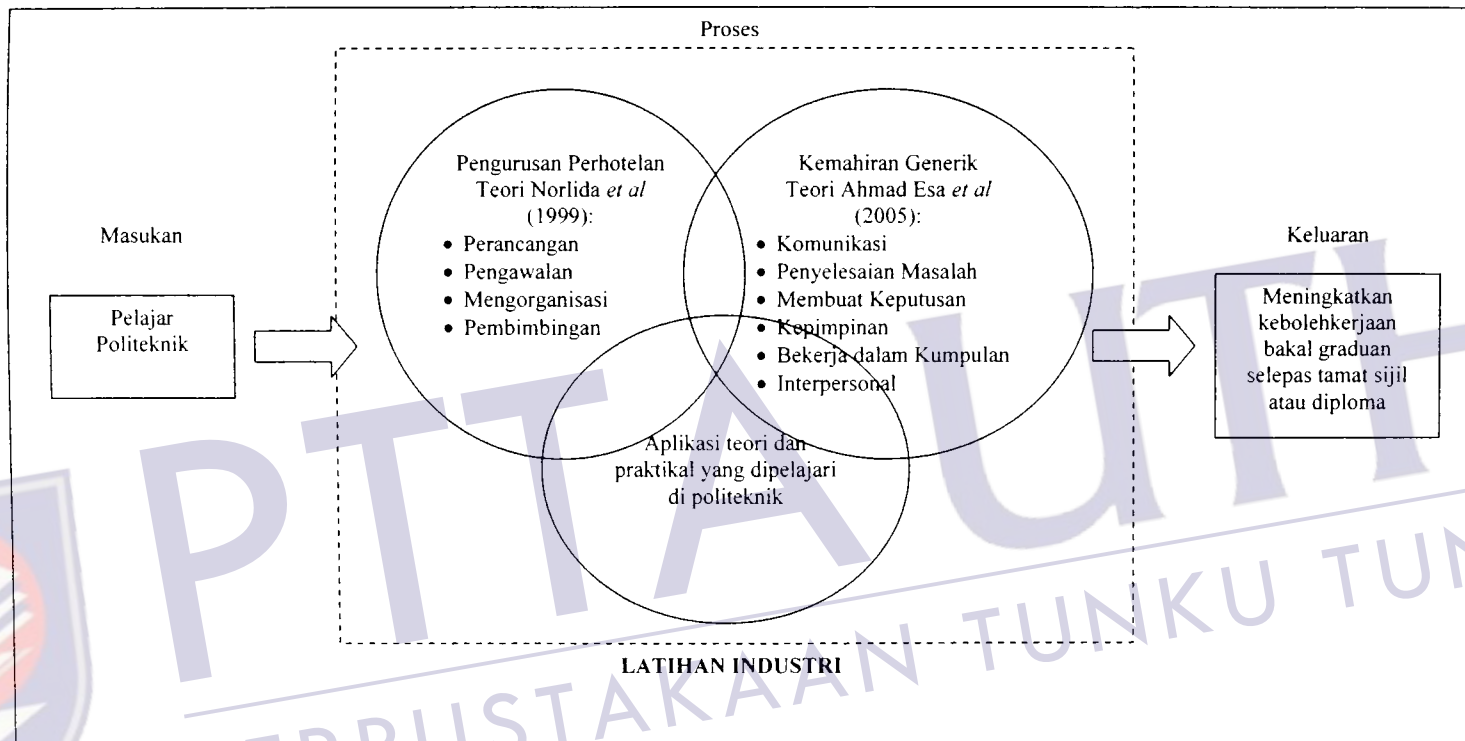 Proses
Masukan
Pelajar
Politeknik
Pengurusan Perhotelan
Teori Norlida et al
(1999):
• Perancangan
• Pengawalan
• Mengorganisasi
• Pembimbingan
Kemahiran Generik
Teori Ahmad Esa et al
(2005):
• Komunikasi
• Penyelesaian Masalah
• Membuat Keputusan
• Kepimpinan
• Bekerja dalam Kumpulan
• Interpersonal
Aplikasi teori dan
praktikal yang dipelajari
di politeknik
Keluaran
Meningkatkan
kebolehkerjaan
bakal graduan
selepas tamat sijil
atau diploma
LATIHAN INDUSTRI
PTTAUTH
PERPUSTAKAAN TUNKU TUN